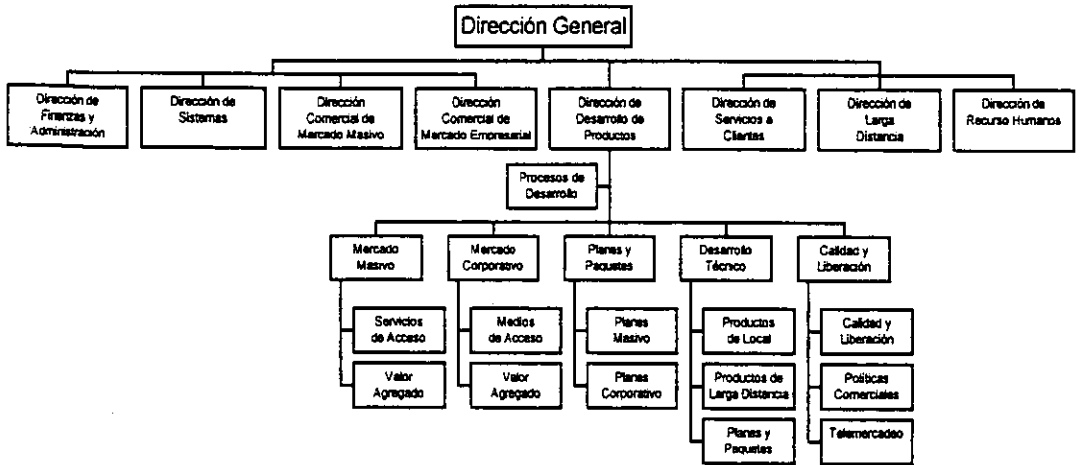 Dirección General
Dirección de
Finanzas y
Administración
Dirección de
Sistemas
Dirección
Comercial de
Mercado Masivo
Dirección
Comercial de
Mercado Empresarial
Dirección de
Desarrollo de
Productos
Dirección de
Servicios a
Clientes
Dirección de
Larga
Distancia
Dirección de
Recurso Humanos
Procesos de
Desarrollo
Mercado
Masivo
Mercado
Corporativo
Planes y
Paquetes
Desarrollo
Técnico
Calidad y
Liberación
Servicios
de Acceso
Valor
Agregado
Medios
de Acceso
Valor
Agregado
Planes
Masivo
Planes
Corporativo
Productos
de Local
Productos de
Larga Distancia
Planes y
Paquetes
Calidad y
Liberación
Políticas
Comerciales
Telemercadeo